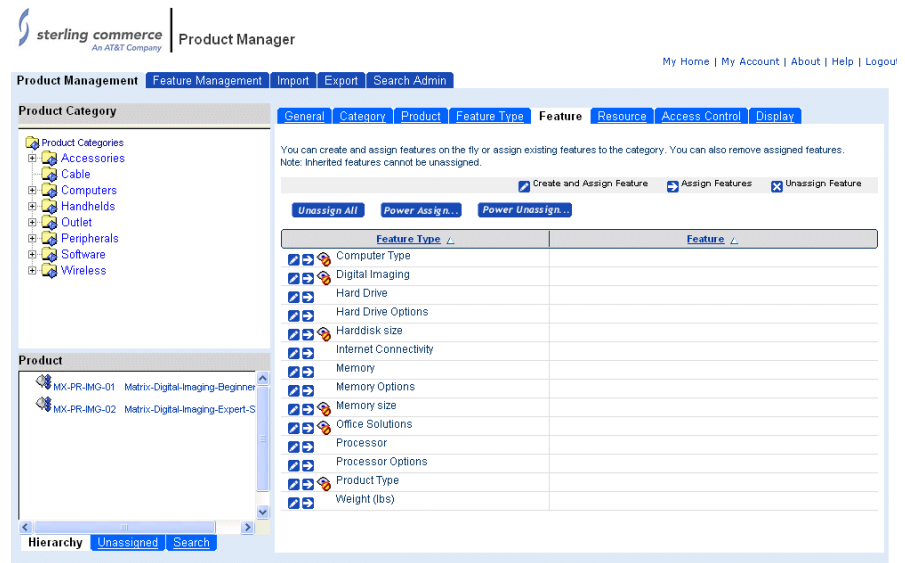 sterling commerce
An AT&T Company
Product Manager
My Home | My Account | About | Help | Logout
Product Management
Feature Management
Import
Export
Search Admin
Product Category
Product Categories
Accessories
Cable
Computers
Handhelds
Outlet
Peripherals
Software
Wireless
Product
MX-PR-IMG-01 Matrix-Digital-Imaging-Beginner
MX-PR-IMG-02 Matrix-Digital-Imaging-Expert-S
Hierarchy
Unassigned
Search
General
Category
Product
Feature Type
Feature
Resource
Access Control
Display
You can create and assign features on the fly or assign existing features to the category. You can also remove assigned features.
Note: Inherited features cannot be unassigned.
Create and Assign Feature
Assign Features
Unassign Feature
Unassign All
Power Assign...
Power Unassign...
Feature Type
Feature
Computer Type
Digital Imaging
Hard Drive
Hard Drive Options
Harddisk size
Internet Connectivity
Memory
Memory Options
Memory size
Office Solutions
Processor
Processor Options
Product Type
Weight (lbs)